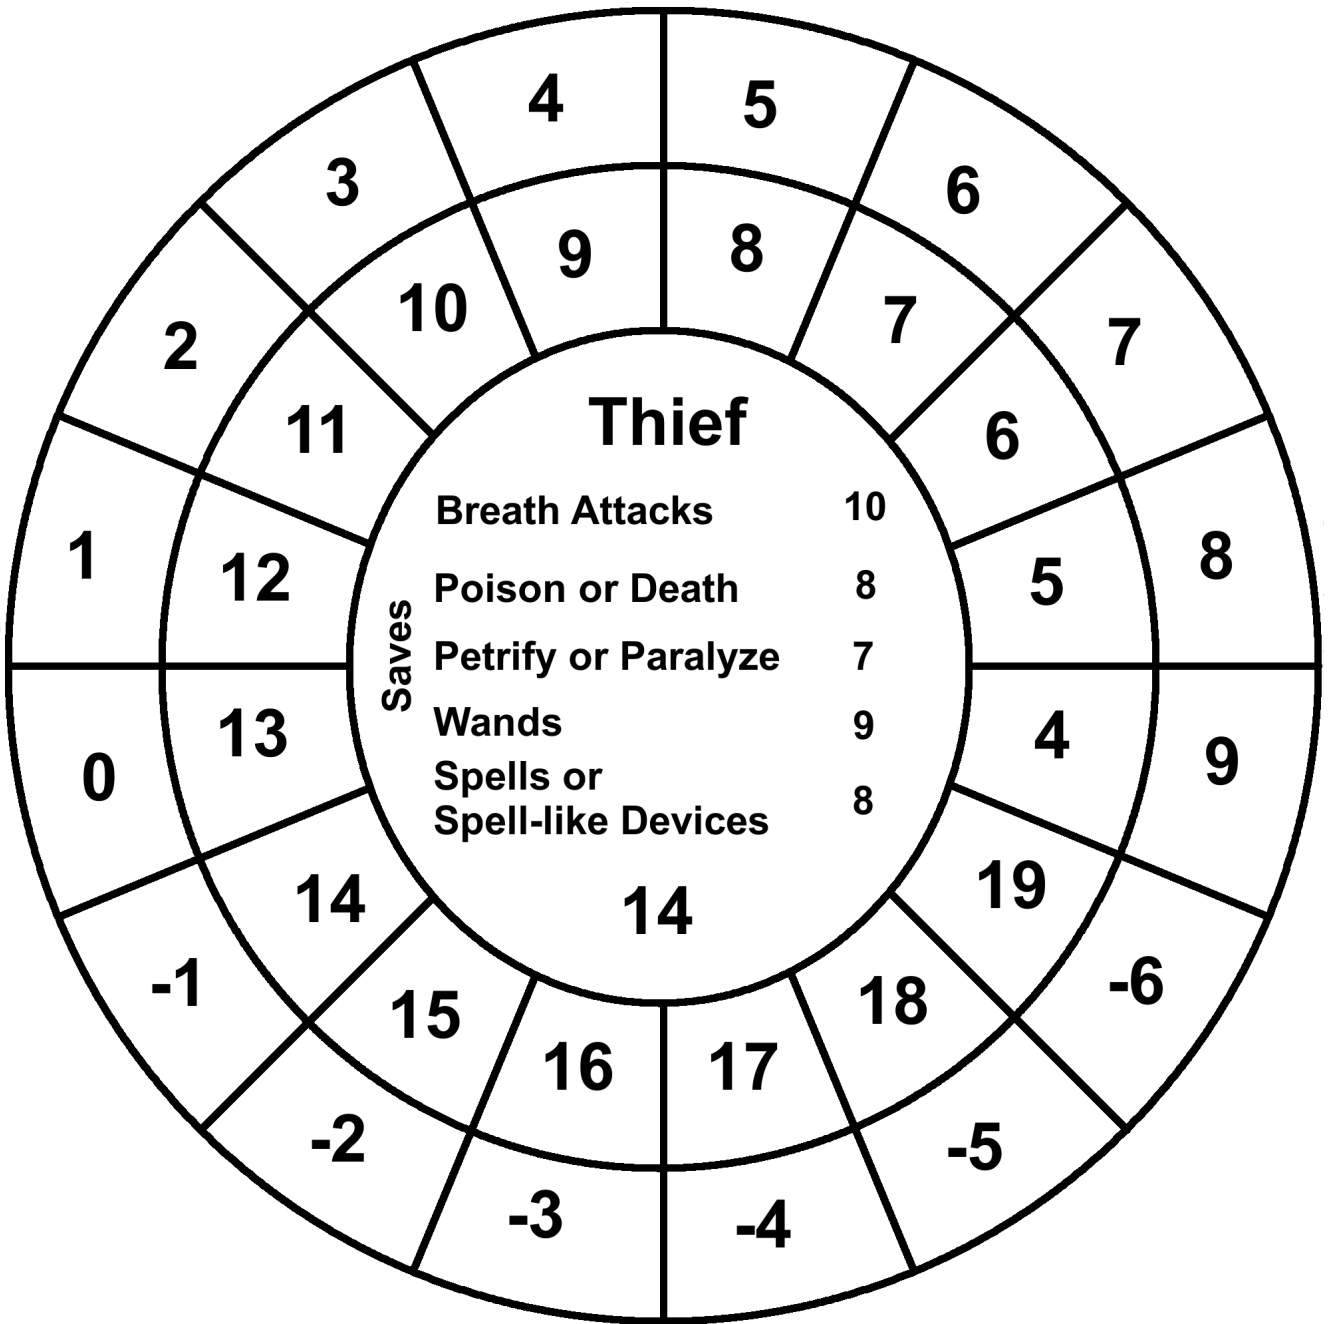 4 5
3 6
9 8
10 7
2 7
11 6
Thief
Breath Attacks 10
1 8
12 5
Poison or Death 8
Saves
Petrify or Paralyze 7
Wands 9
13 4
0 9
Spells or
Spell-like Devices 8
14 19
14
-1 -6
15 18
16 17
-2 -5
-3 -4